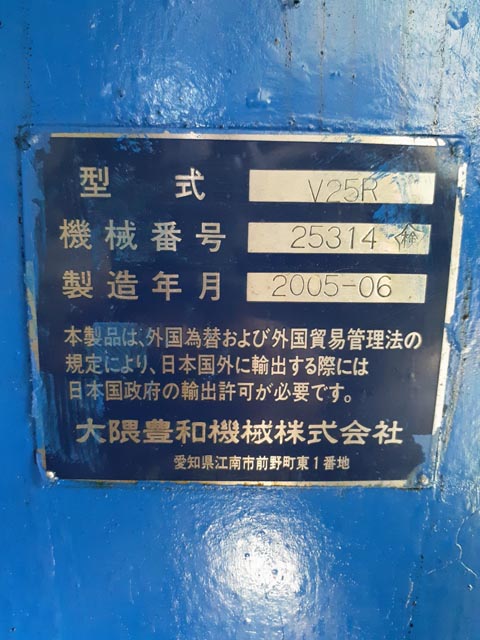 型式 V25R
機械番号 25314 検
製造年月 2005-06
本製品は、外国為替および外国貿易管理法の
規定により、日本国外に輸出する際には
日本国政府の輸出許可が必要です。
大隈豊和機械株式会社
愛知県江南市前野町東1番地